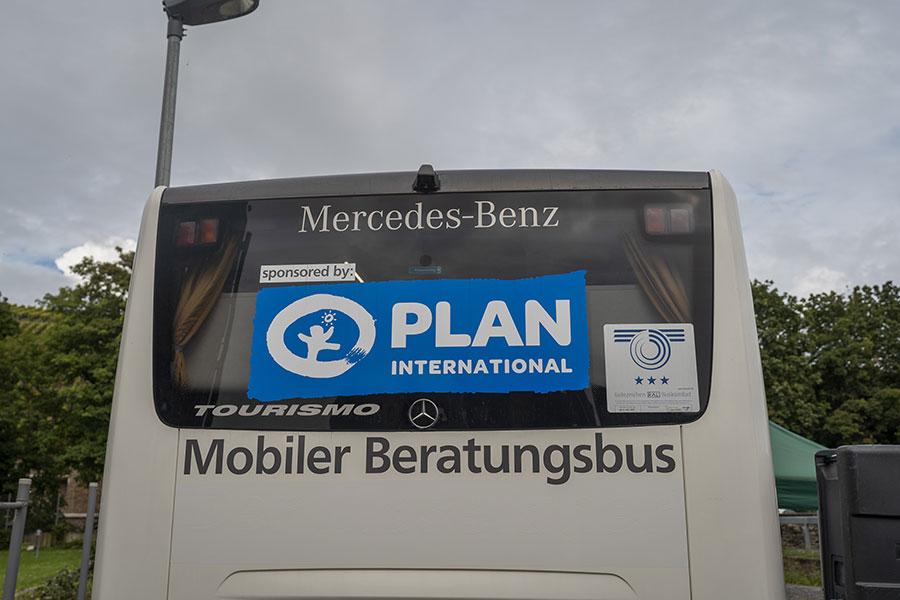 Mercedes-Benz
sponsored by:
PLAN
INTERNATIONAL
TOURISMO
Mobiler Beratungsbus